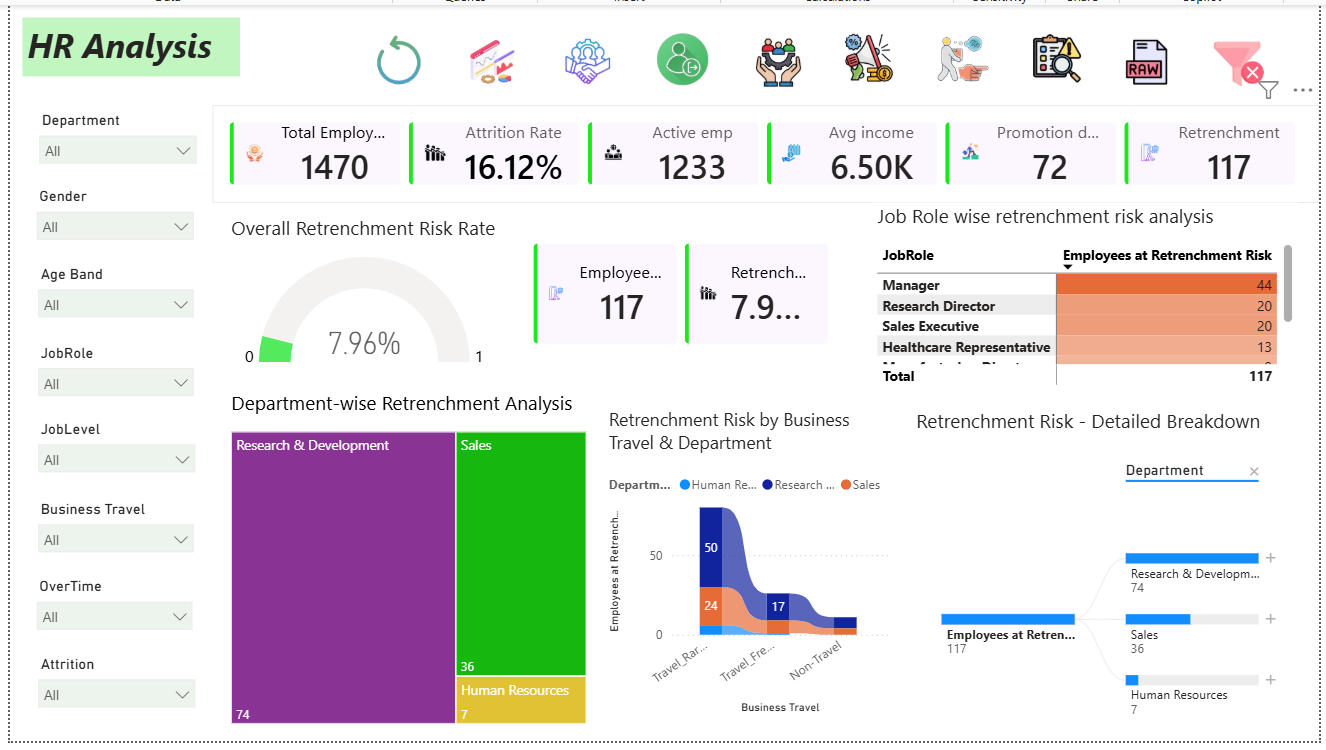 HR Analysis
RAW
Department
All
Gender
All
Age Band
All
JobRole
All
JobLevel
All
Business Travel
All
OverTime
All
Attrition
All
Total Employ...
1470
Attrition Rate
16.12%
Active emp
1233
Avg income
6.50K
Promotion d...
72
Retrenchment
117
Overall Retrenchment Risk Rate
0
7.96%
1
Employee...
117
Retrench...
7.9...
Job Role wise retrenchment risk analysis
JobRole Employees at Retrenchment Risk
Manager 44
Research Director 20
Sales Executive 20
Healthcare Representative 13
Total 117
Department-wise Retrenchment Analysis
Research & Development
74
Sales
36
Human Resources
7
Retrenchment Risk by Business
Travel & Department
Departm... Human Re... Research ... Sales
Employees at Retrench...
50
0
50
24
17
Travel_Rar...
Travel_Fre...
Non-Travel
Business Travel
Retrenchment Risk - Detailed Breakdown
Department
Employees at Retren...
117
Research & Developm...
74
Sales
36
Human Resources
7